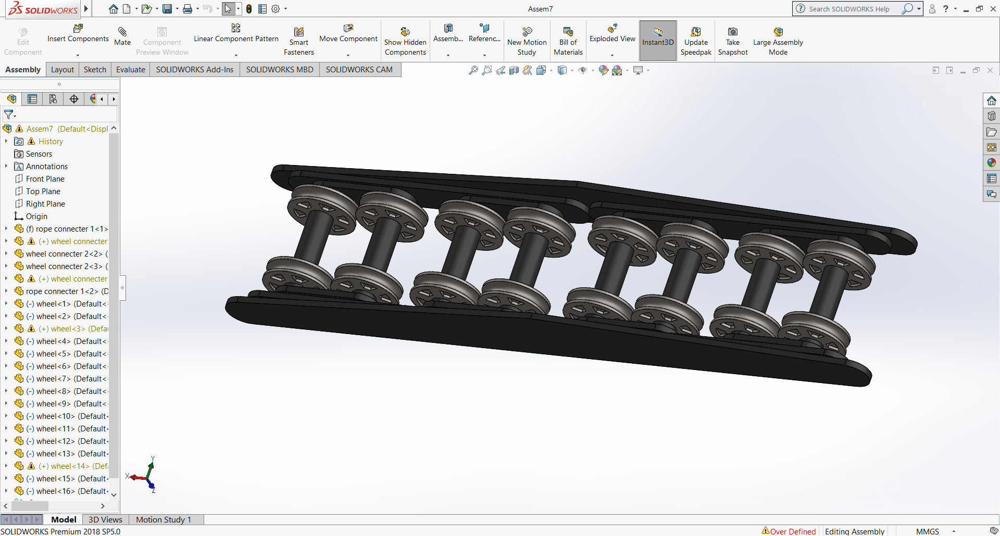 SOLIDWORKS
Assem7
Search SOLIDWORKS Help
?
Edit Component
Insert Components
Mate
Component Preview Window
Linear Component Pattern
Smart Fasteners
Move Component
Show Hidden Components
Assemb...
Referenc...
New Motion Study
Bill of Materials
Exploded View
Instant3D
Update Speedpak
Take Snapshot
Large Assembly Mode
Assembly
Layout
Sketch
Evaluate
SOLIDWORKS Add-Ins
SOLIDWORKS MBD
SOLIDWORKS CAM
Assem7 (Default<Displ
History
Sensors
Annotations
Front Plane
Top Plane
Right Plane
Origin
(f) rope connecter 1<1>
(+) wheel connecter
wheel connecter 2<2> (
wheel connecter 2<3> (
(+) wheel connecter
rope connecter 1<2> (D
(-) wheel<1> (Default<
(-) wheel<2> (Default<
(+) wheel<3> (Defa
(-) wheel<4> (Default<
(-) wheel<5> (Default<
(-) wheel<6> (Default<
(-) wheel<7> (Default<
(-) wheel<8> (Default<
(-) wheel<9> (Default<
(-) wheel<10> (Default<
(-) wheel<11> (Default<
(-) wheel<12> (Default<
(-) wheel<13> (Default<
(+) wheel<14> (Def
(-) wheel<15> (Default<
(-) wheel<16> (Default<
Y
X
Z
Model
3D Views
Motion Study 1
SOLIDWORKS Premium 2018 SP5.0
Over Defined
Editing Assembly
MMGS